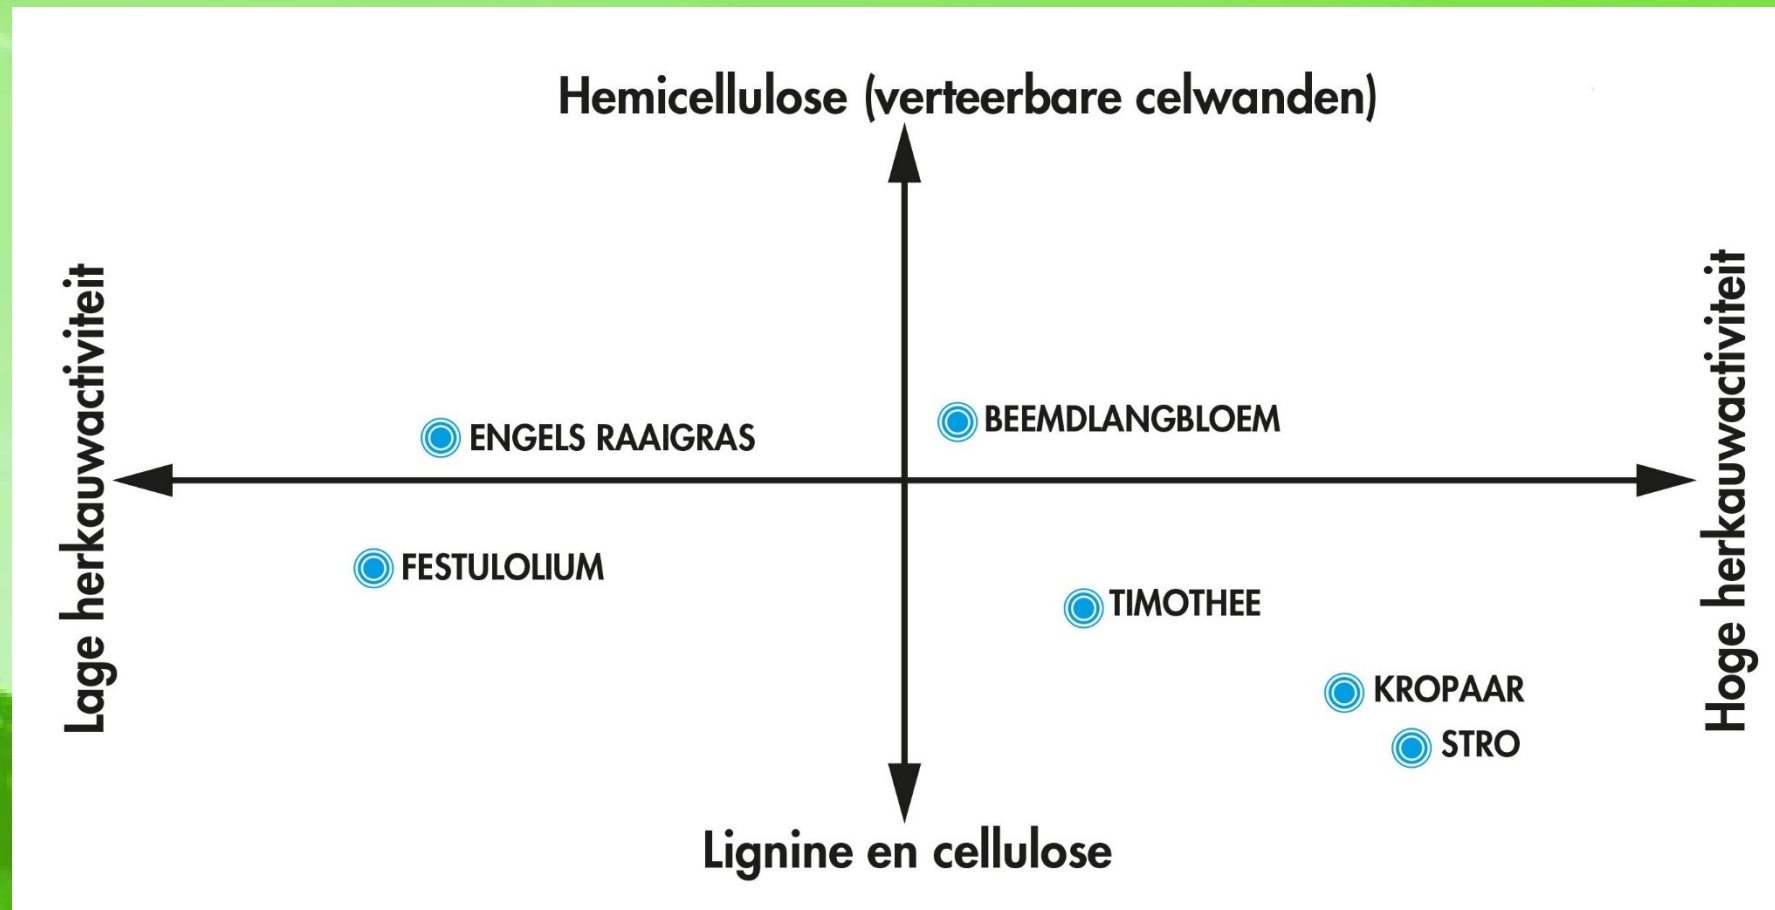 Hemicellulose (verteerbare celwanden)
Lage herkauwactiviteit
Hoge herkauwactiviteit
BEEMDLANGBLOEM
ENGELS RAAIGRAS
FESTULOLIUM
TIMOTHEE
KROPAAR
STRO
Lignine en cellulose